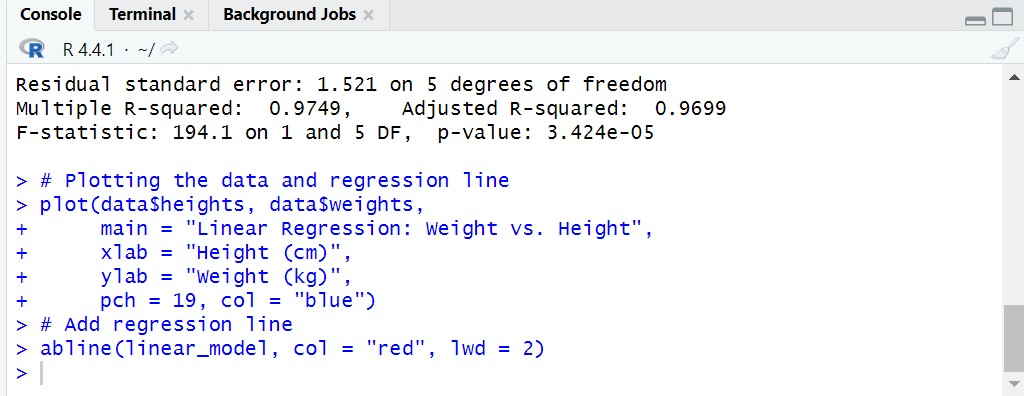 Console Terminal Background Jobs
R R 4.4.1 · ~/
Residual standard error: 1.521 on 5 degrees of freedom
Multiple R-squared:  0.9749,    Adjusted R-squared:  0.9699
F-statistic: 194.1 on 1 and 5 DF,  p-value: 3.424e-05
> # Plotting the data and regression line
> plot(data$heights, data$weights,
+      main = "Linear Regression: Weight vs. Height",
+      xlab = "Height (cm)",
+      ylab = "Weight (kg)",
+      pch = 19, col = "blue")
> # Add regression line
> abline(linear_model, col = "red", lwd = 2)
>